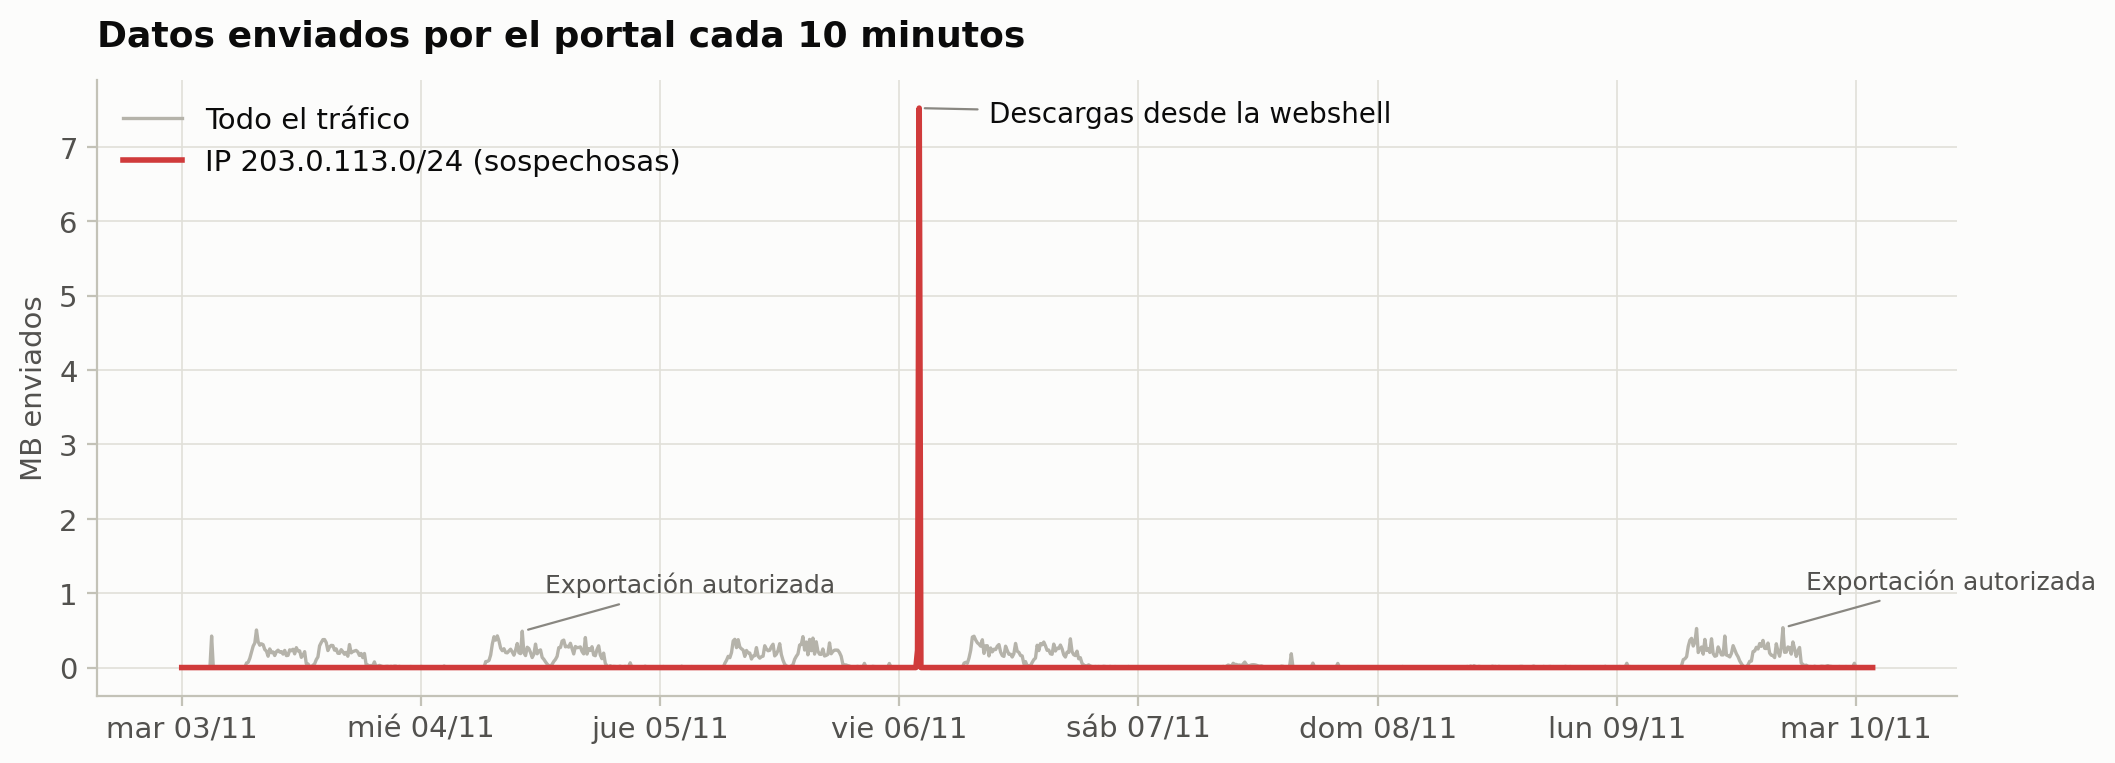 Datos enviados por el portal cada 10 minutos
Todo el tráfico
IP 203.0.113.0/24 (sospechosas)
Descargas desde la webshell
Exportación autorizada
Exportación autorizada
MB enviados
7
6
5
4
3
2
1
0
mar 03/11
mié 04/11
jue 05/11
vie 06/11
sáb 07/11
dom 08/11
lun 09/11
mar 10/11